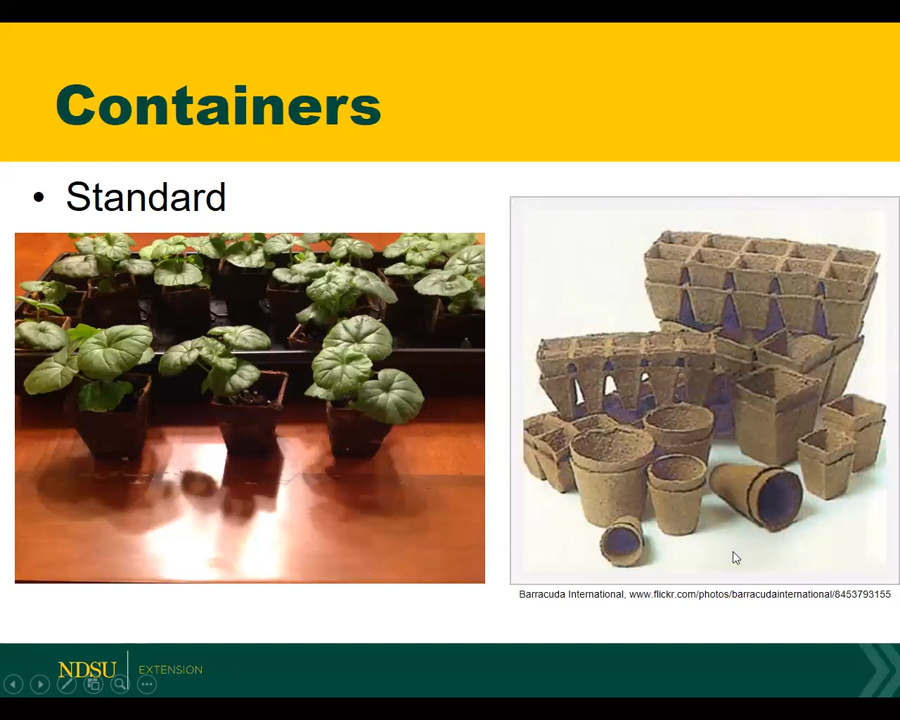 Containers
• Standard
Barracuda International, www.flickr.com/photos/barracudainternational/8453793155
NDSU EXTENSION